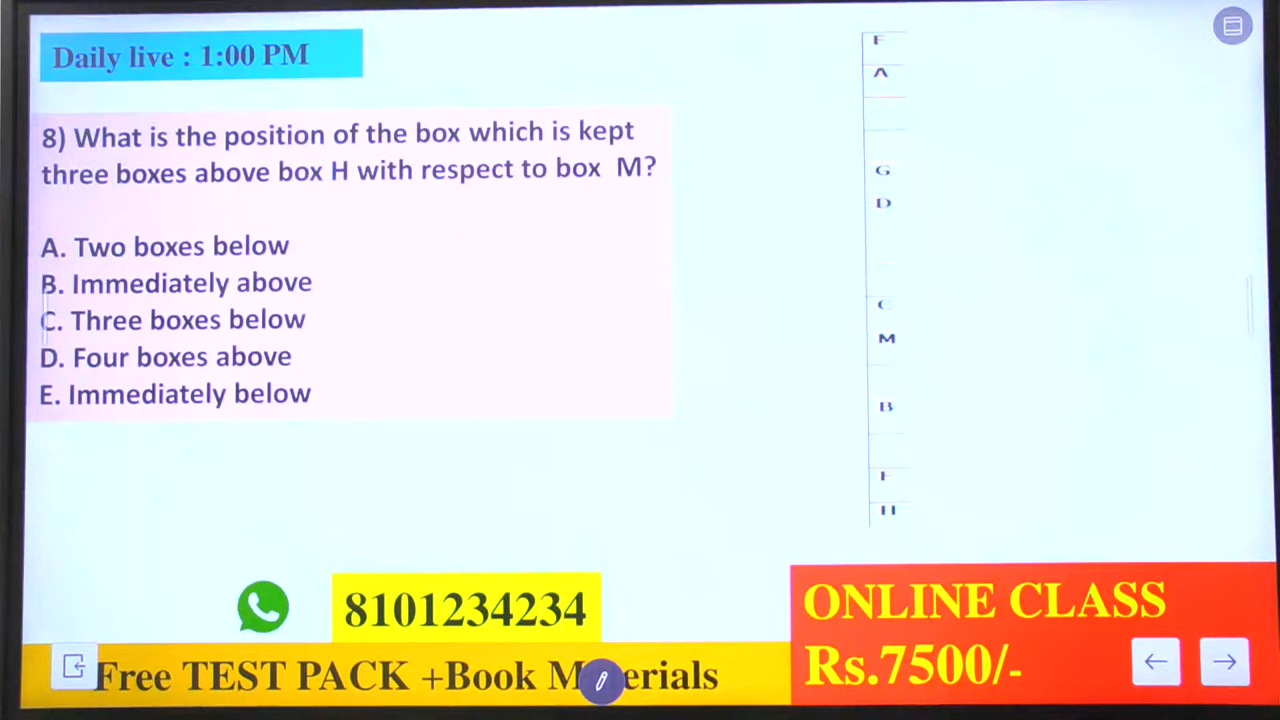 Daily live : 1:00 PM
8) What is the position of the box which is kept
three boxes above box H with respect to box M?
A. Two boxes below
B. Immediately above
C. Three boxes below
D. Four boxes above
E. Immediately below
A
G
D
C
M
B
H
8101234234
ONLINE CLASS
Rs.7500/-
Free TEST PACK +Book